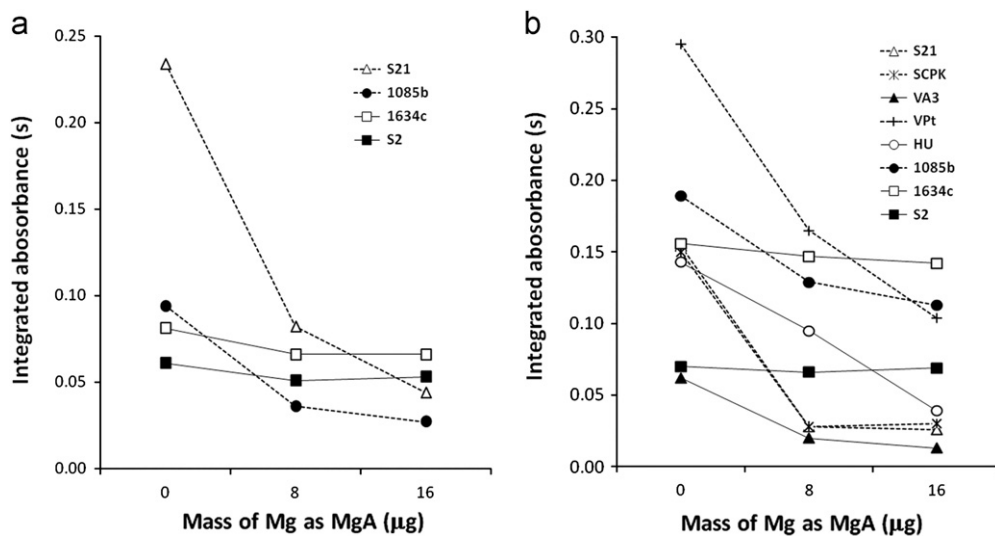 a
Integrated abosorbance (s)
0.25
0.20
0.15
0.10
0.05
0.00
0
8
16
Mass of Mg as MgA (μg)
S21
1085b
1634c
S2
b
Integrated abosorbance (s)
0.30
0.25
0.20
0.15
0.10
0.05
0.00
0
8
16
Mass of Mg as MgA (μg)
S21
SCPK
VA3
VPt
HU
1085b
1634c
S2